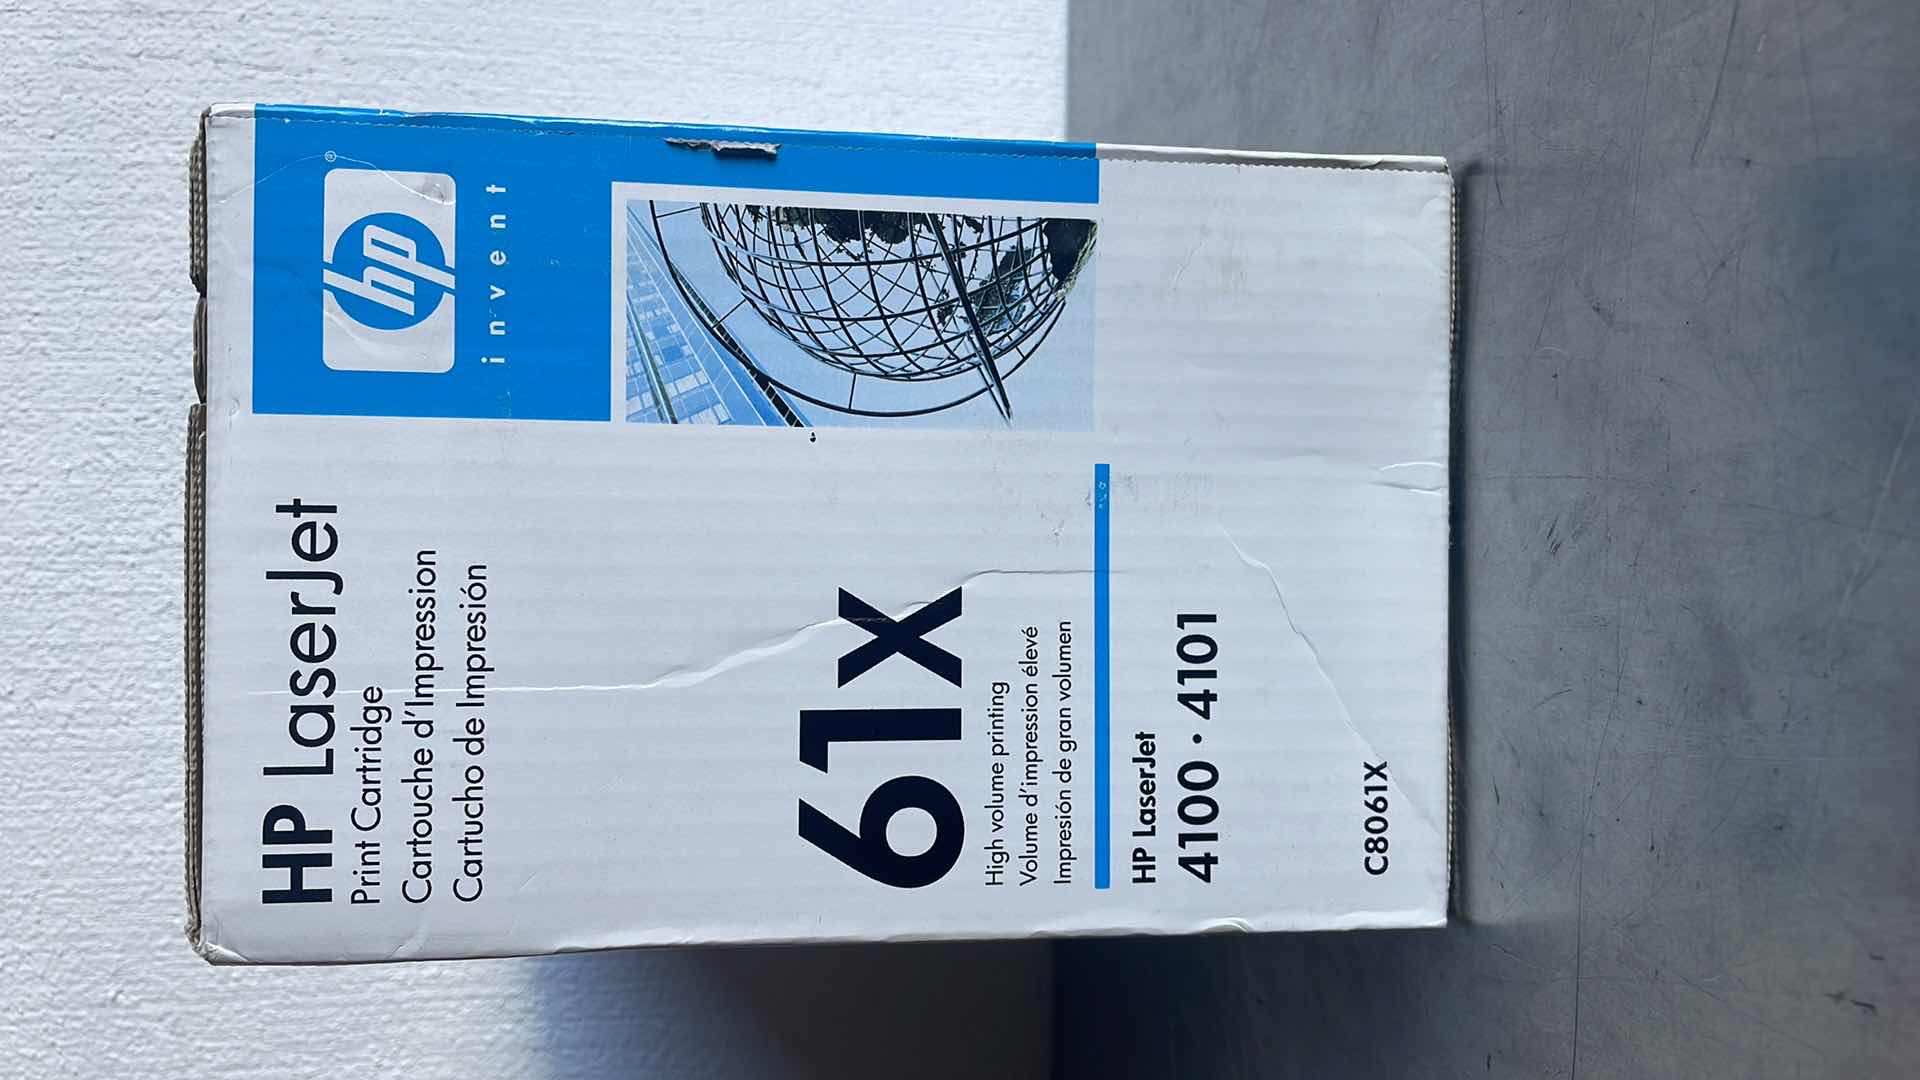 hp
®
invent
HP LaserJet
Print Cartridge
Cartouche d'Impression
Cartucho de Impresión
61X
High volume printing
Volume d'impression élevé
Impresión de gran volumen
HP LaserJet
4100 • 4101
C8061X